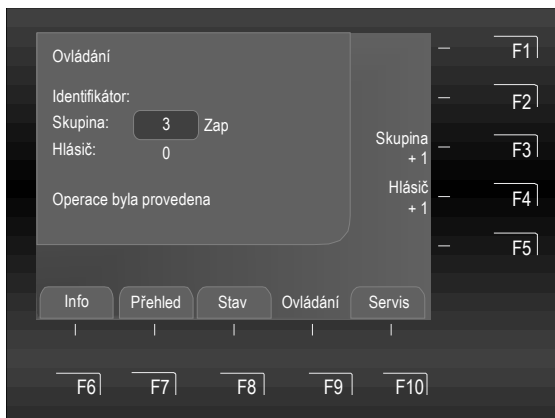 Ovládání
F1
Identifikátor:
F2
Skupina: 3 Zap
Hlásič: 0
Skupina
+ 1
F3
Operace byla provedena
Hlásič
+ 1
F4
F5
Info Přehled Stav Ovládání Servis
F6 F7 F8 F9 F10